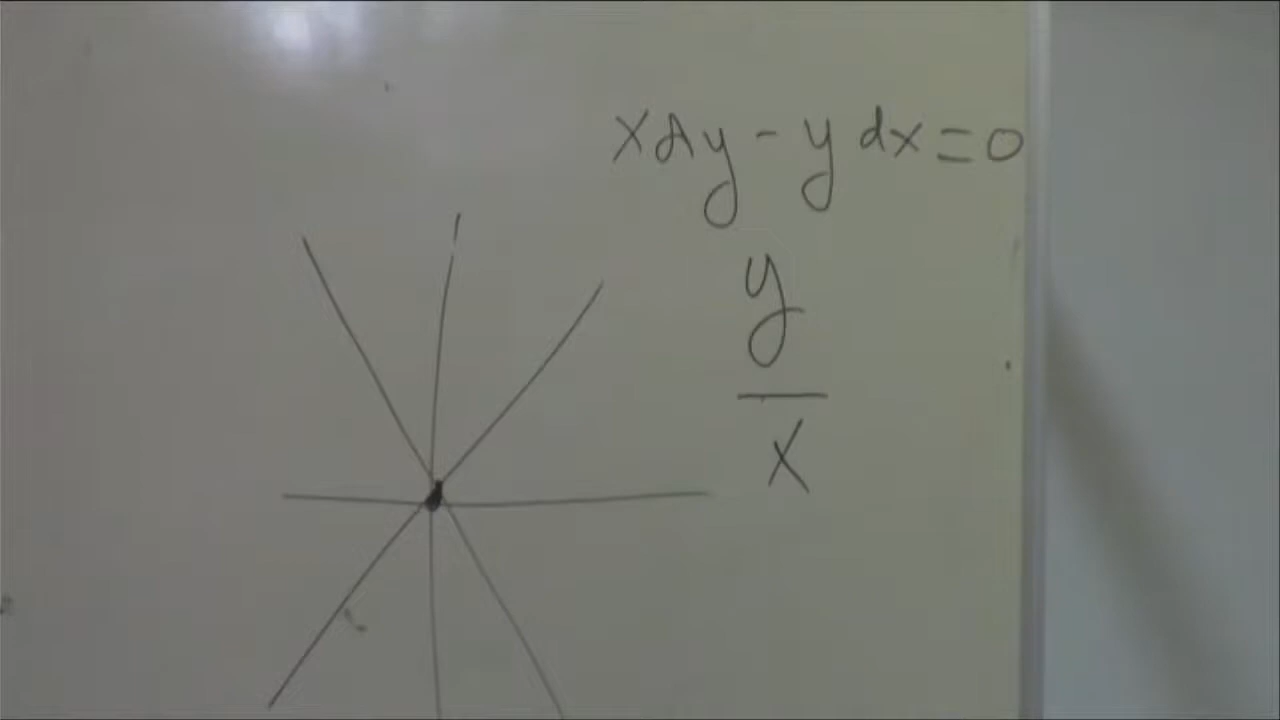 xdy - ydx = 0
y
—
x